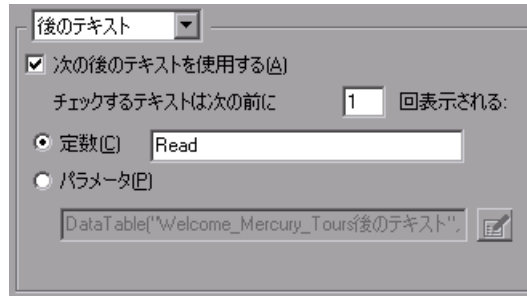 後のテキスト
次の後のテキストを使用する(A)
チェックするテキストは次の前に 1 回表示される:
定数(C) Read
パラメータ(P)
DataTable("Welcome_Mercury_Tours後のテキスト",